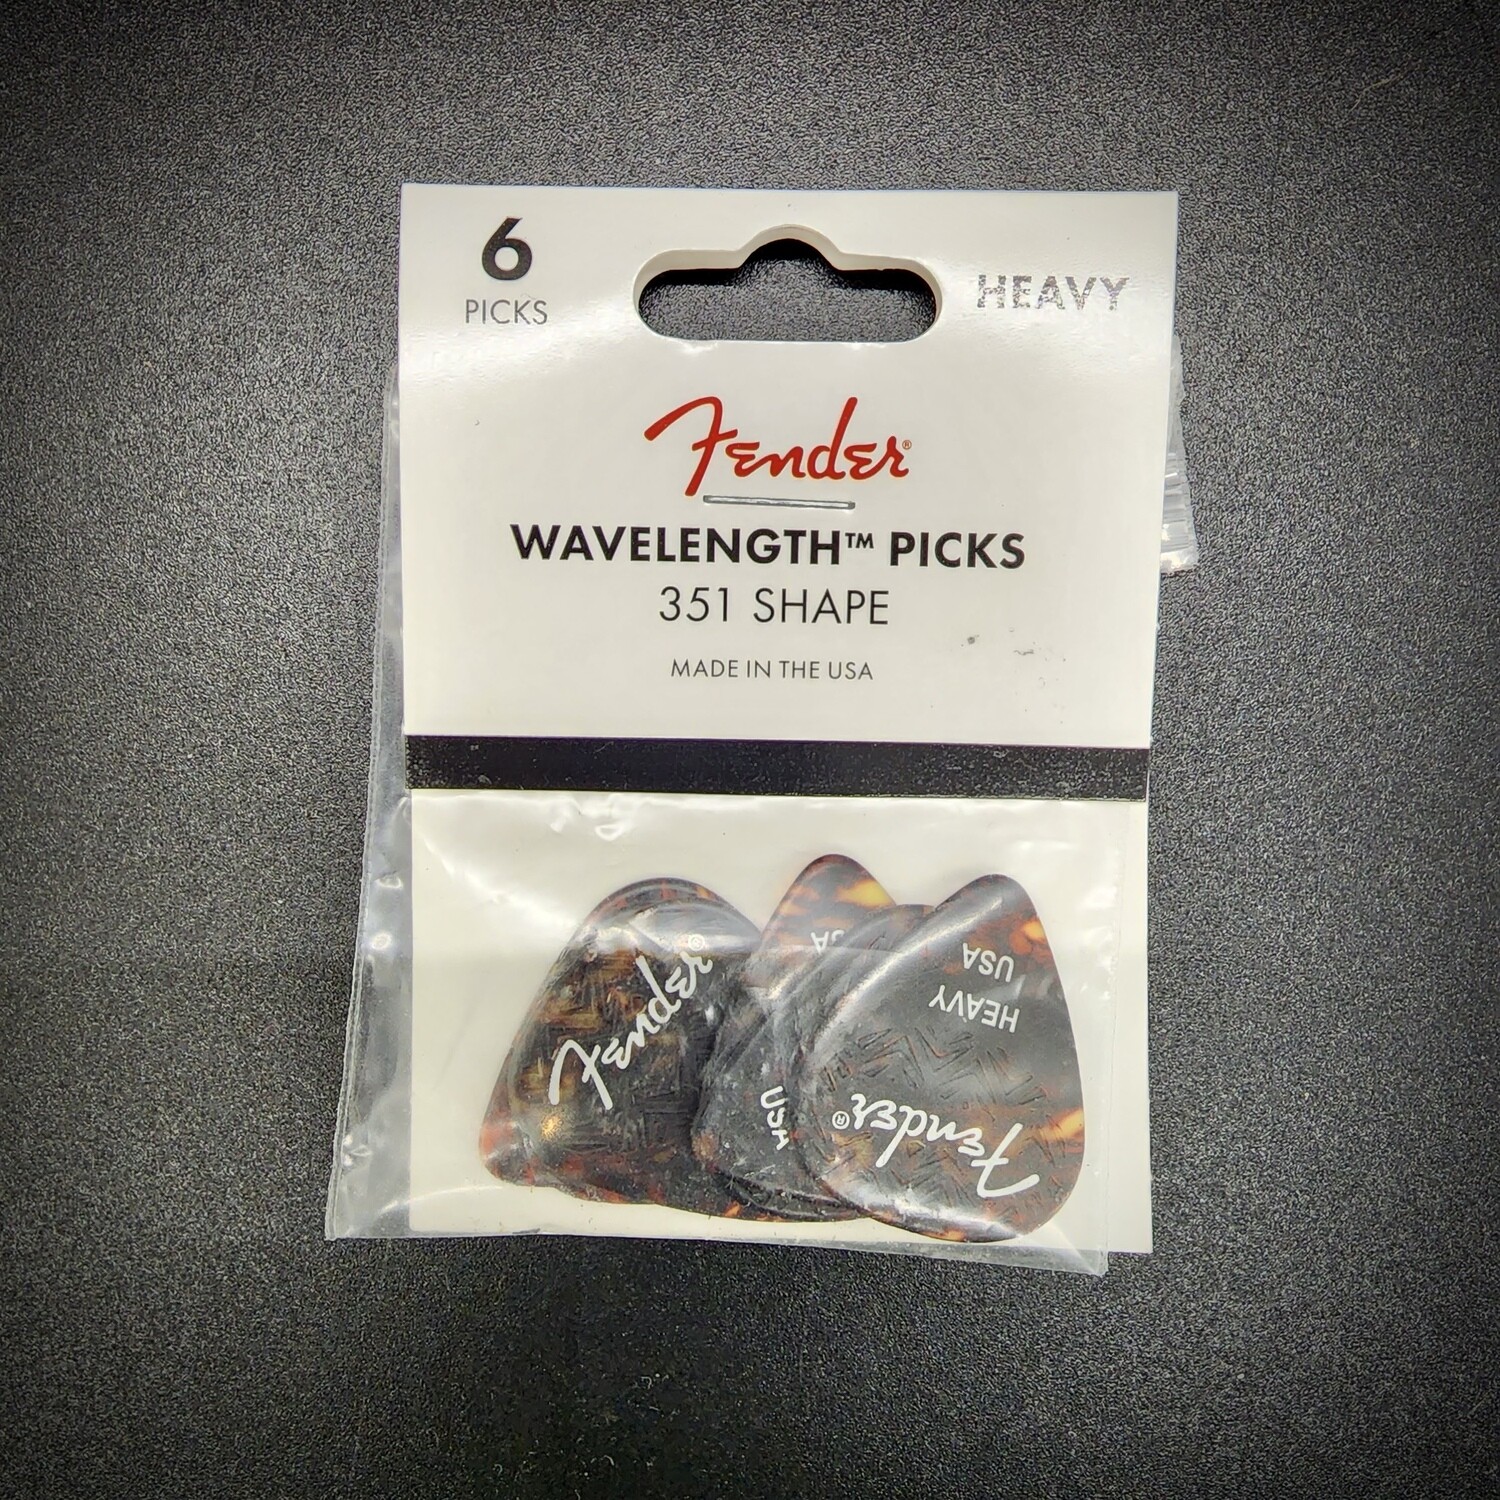 6
PICKS
HEAVY
Fender®
WAVELENGTH™ PICKS
351 SHAPE
MADE IN THE USA
Fender®
USA
HEAVY
USA
Fender®